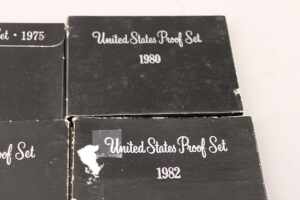 Set • 1975
United States Proof Set
1980
of Set
United States Proof Set
1982